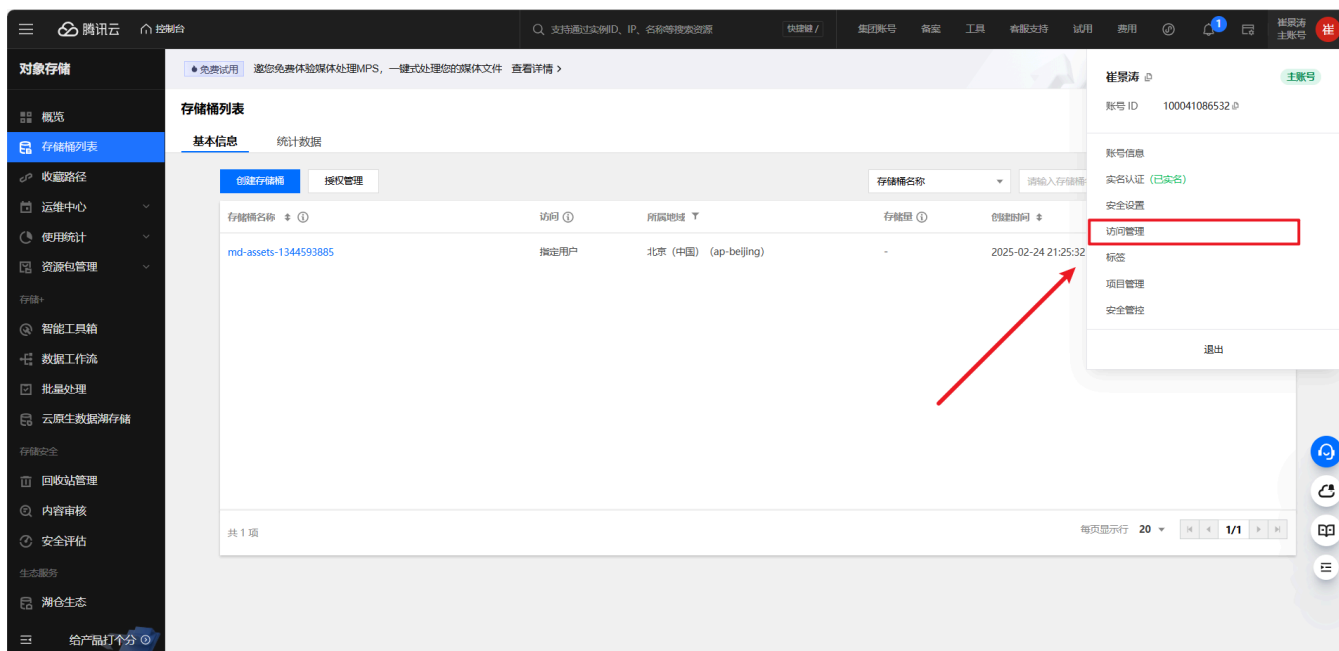 腾讯云 控制台 支持通过实例ID、IP、名称等搜索资源 快捷键 / 集团账号 备案 工具 客服支持 试用 费用 1 崔景涛 主账号 崔
对象存储
概览
存储桶列表
收藏路径
运维中心
使用统计
资源包管理
存储+
智能工具箱
数据工作流
批量处理
云原生数据湖存储
存储安全
回收站管理
内容审核
安全评估
生态服务
湖仓生态
给产品打个分
免费试用 邀您免费体验媒体处理MPS，一键式处理您的媒体文件 查看详情 >
存储桶列表
基本信息 统计数据
创建存储桶 授权管理 存储桶名称 请输入存储桶
存储桶名称 访问 所属地域 存储量 创建时间
md-assets-1344593885 指定用户 北京（中国）（ap-beijing） - 2025-02-24 21:25:32
共 1 项 每页显示行 20 1/1
崔景涛 主账号
账号 ID 100041086532
账号信息
实名认证（已实名）
安全设置
访问管理
标签
项目管理
安全管控
退出